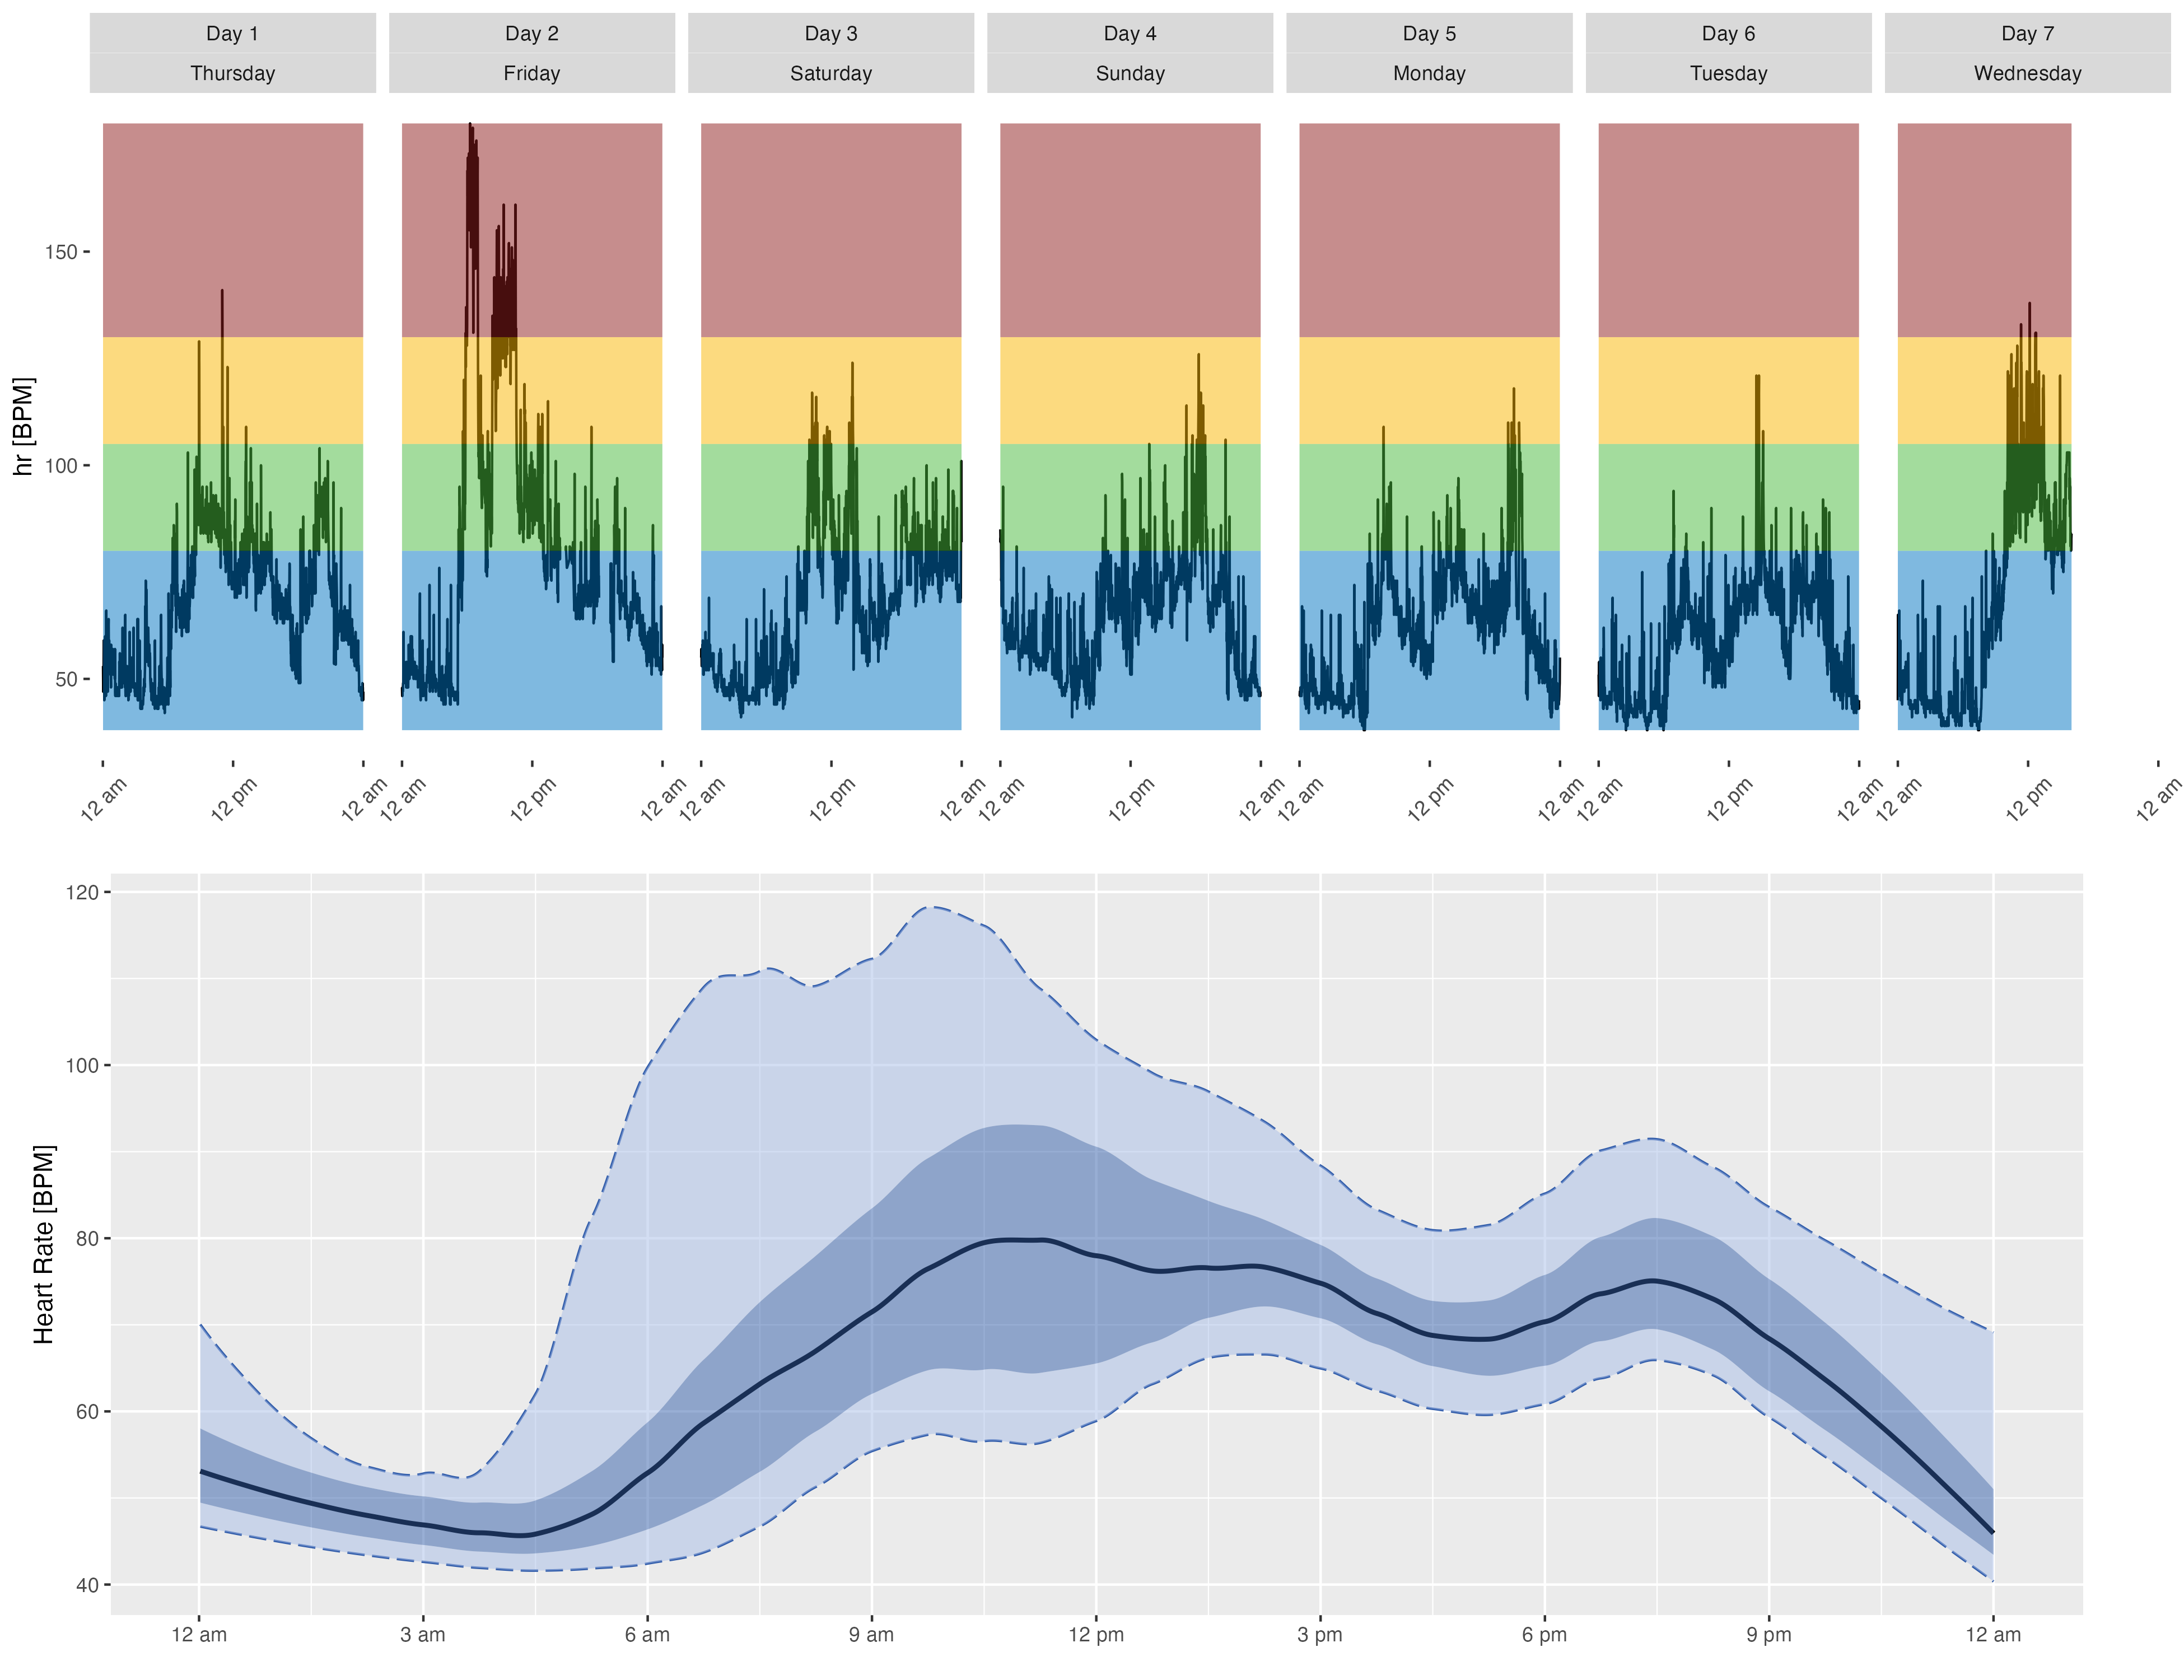 Day 1 Day 2 Day 3 Day 4 Day 5 Day 6 Day 7
Thursday Friday Saturday Sunday Monday Tuesday Wednesday
hr [BPM]
150
100
50
12 am 12 pm 12 am 12 am 12 pm 12 am 12 am 12 pm 12 am 12 am 12 pm 12 am 12 am 12 pm 12 am 12 am 12 pm 12 am 12 am 12 pm 12 am
Heart Rate [BPM]
120
100
80
60
40
12 am 3 am 6 am 9 am 12 pm 3 pm 6 pm 9 pm 12 am